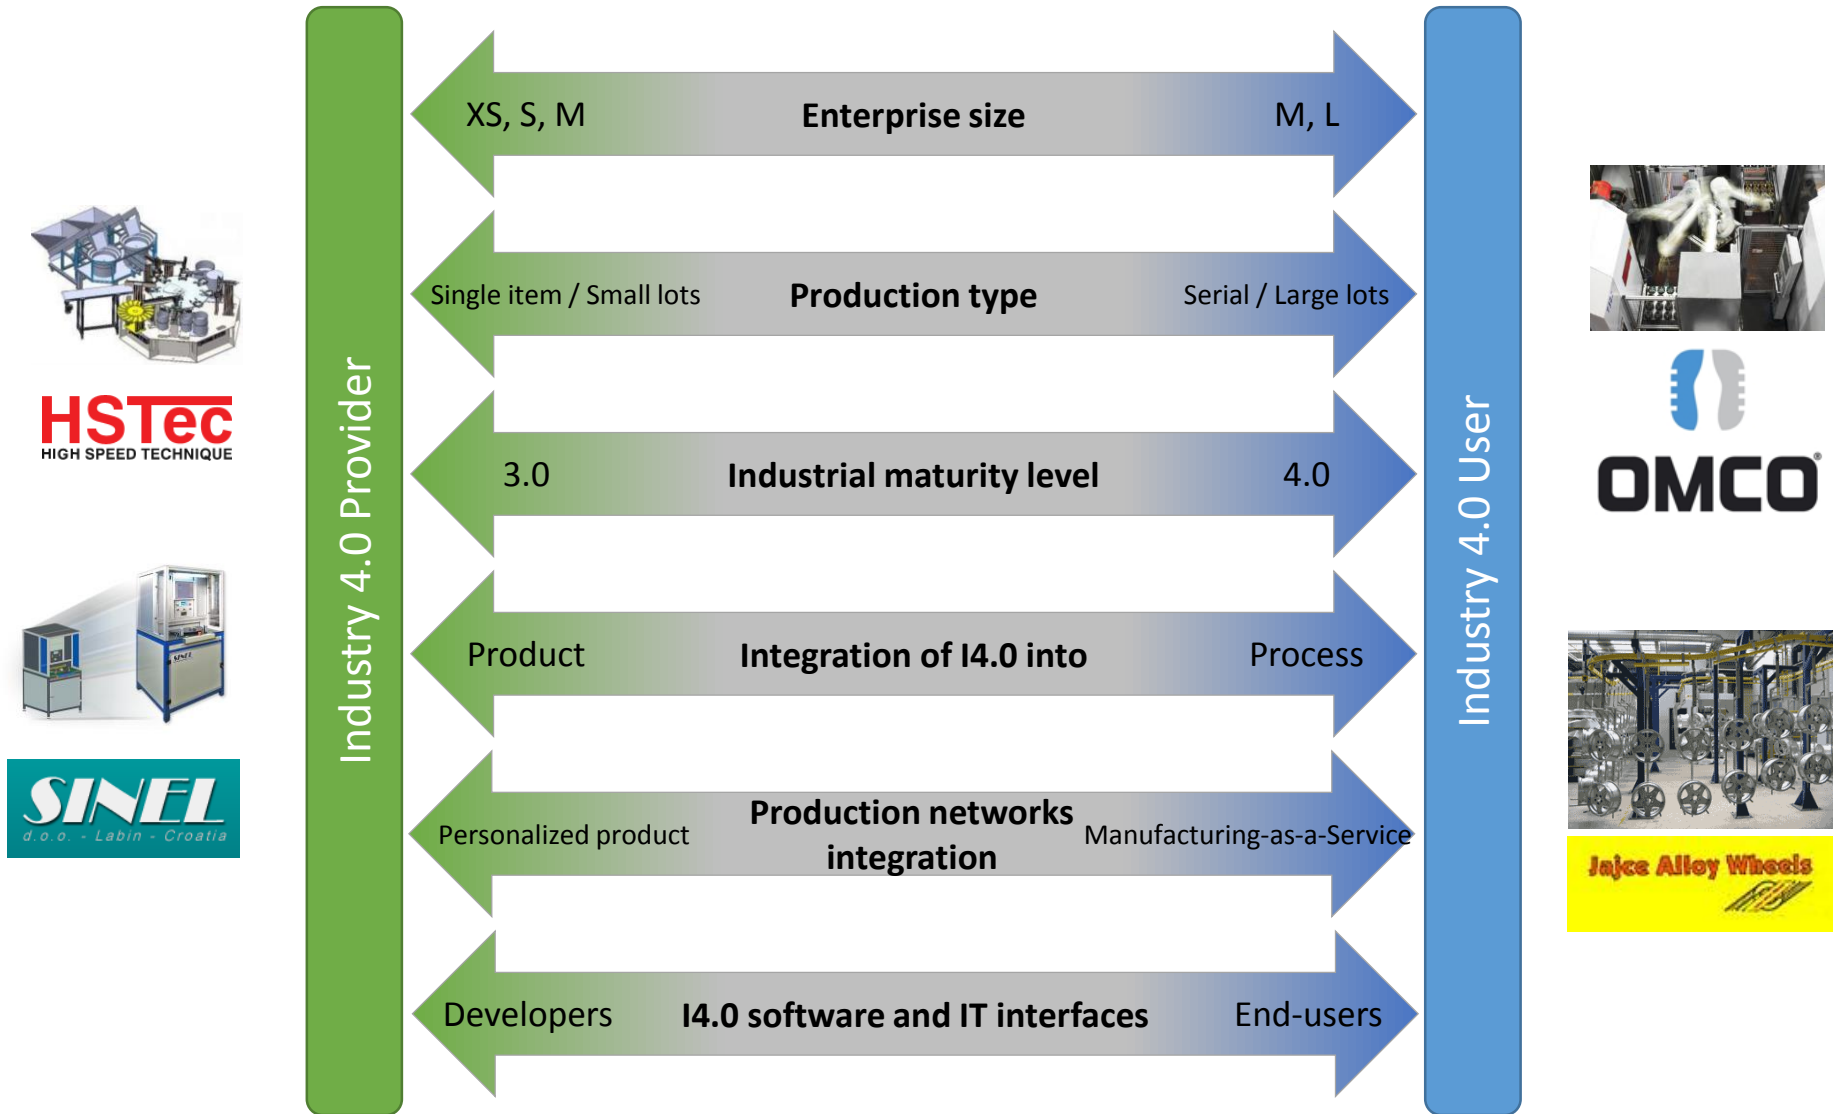 Industry 4.0 Provider
Industry 4.0 User
XS, S, M
Enterprise size
M, L
Single item / Small lots
Production type
Serial / Large lots
3.0
Industrial maturity level
4.0
Product
Integration of I4.0 into
Process
Personalized product
Production networks
integration
Manufacturing-as-a-Service
Developers
I4.0 software and IT interfaces
End-users
HSTec
HIGH SPEED TECHNIQUE
SINEL
SINEL
d.o.o. - Labin - Croatia
OMCO®
Jajce Alloy Wheels